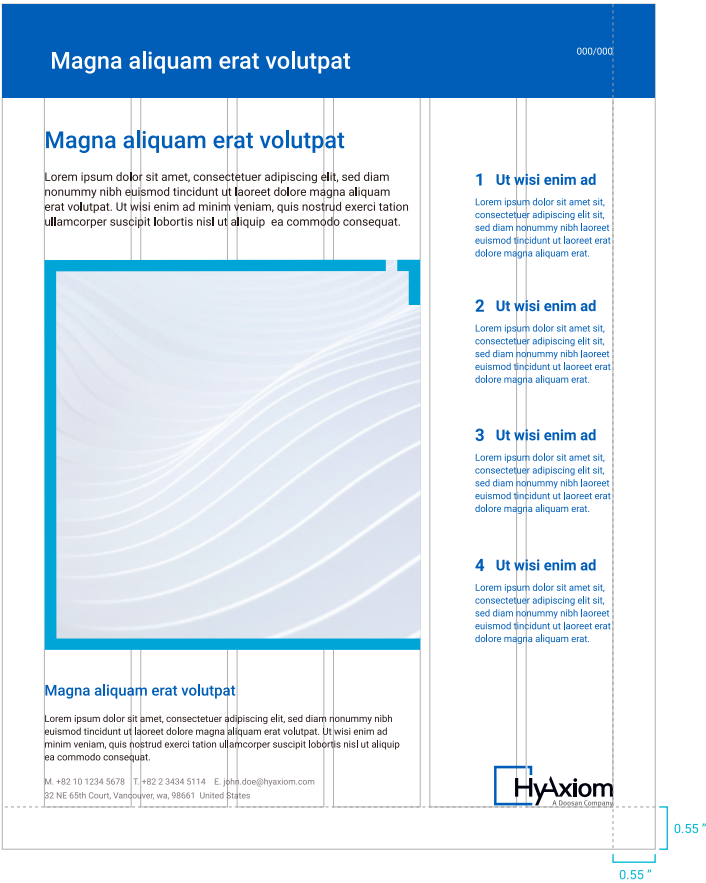 Magna aliquam erat volutpat
000/000
Magna aliquam erat volutpat
Lorem ipsum dolor sit amet, consectetuer adipiscing elit, sed diam
nonummy nibh euismod tincidunt ut laoreet dolore magna aliquam
erat volutpat. Ut wisi enim ad minim veniam, quis nostrud exerci tation
ullamcorper suscipit lobortis nisl ut aliquip ea commodo consequat.
1 Ut wisi enim ad
Lorem ipsum dolor sit amet sit,
consectetuer adipiscing elit sit,
sed diam nonummy nibh laoreet
euismod tincidunt ut laoreet erat
dolore magna aliquam erat.
2 Ut wisi enim ad
Lorem ipsum dolor sit amet sit,
consectetuer adipiscing elit sit,
sed diam nonummy nibh laoreet
euismod tincidunt ut laoreet erat
dolore magna aliquam erat.
3 Ut wisi enim ad
Lorem ipsum dolor sit amet sit,
consectetuer adipiscing elit sit,
sed diam nonummy nibh laoreet
euismod tincidunt ut laoreet erat
dolore magna aliquam erat.
4 Ut wisi enim ad
Lorem ipsum dolor sit amet sit,
consectetuer adipiscing elit sit,
sed diam nonummy nibh laoreet
euismod tincidunt ut laoreet erat
dolore magna aliquam erat.
Magna aliquam erat volutpat
Lorem ipsum dolor sit amet, consectetuer adipiscing elit, sed diam nonummy nibh
euismod tincidunt ut laoreet dolore magna aliquam erat volutpat. Ut wisi enim ad
minim veniam, quis nostrud exerci tation ullamcorper suscipit lobortis nisl ut aliquip
ea commodo consequat.
M. +82 10 1234 5678 T. +82 2 3434 5114 E. john.doe@hyaxiom.com
32 NE 65th Court, Vancouver, wa, 98661 United States
HyAxiom
A Doosan Company
0.55 ”
0.55 ”